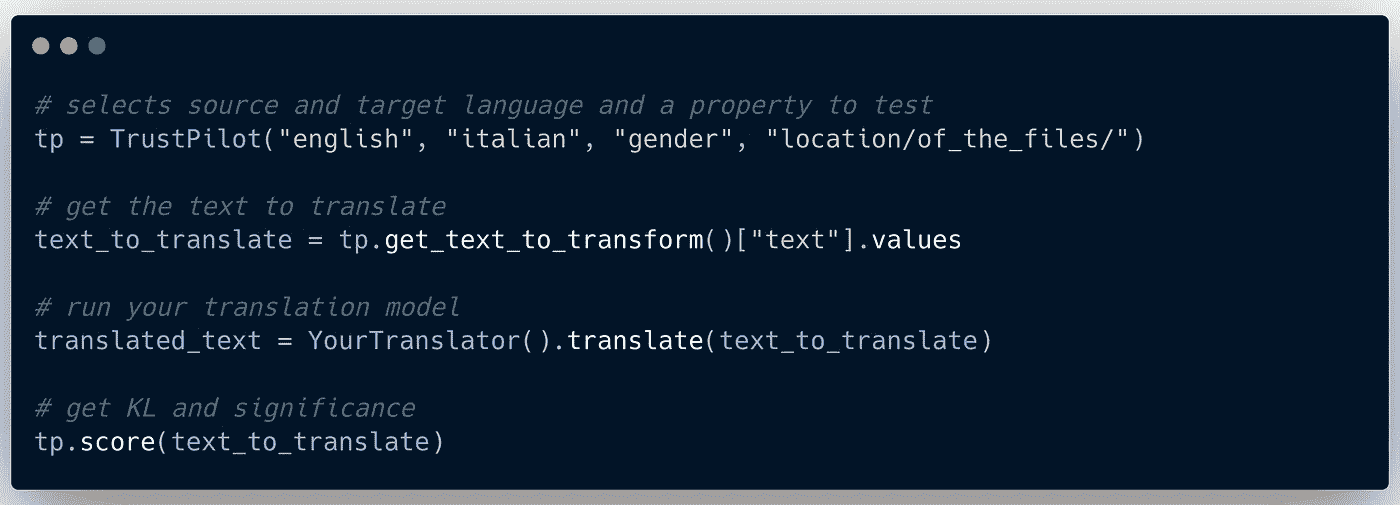 # selects source and target language and a property to test
tp = TrustPilot("english", "italian", "gender", "location/of_the_files/")
# get the text to translate
text_to_translate = tp.get_text_to_transform()["text"].values
# run your translation model
translated_text = YourTranslator().translate(text_to_translate)
# get KL and significance
tp.score(text_to_translate)